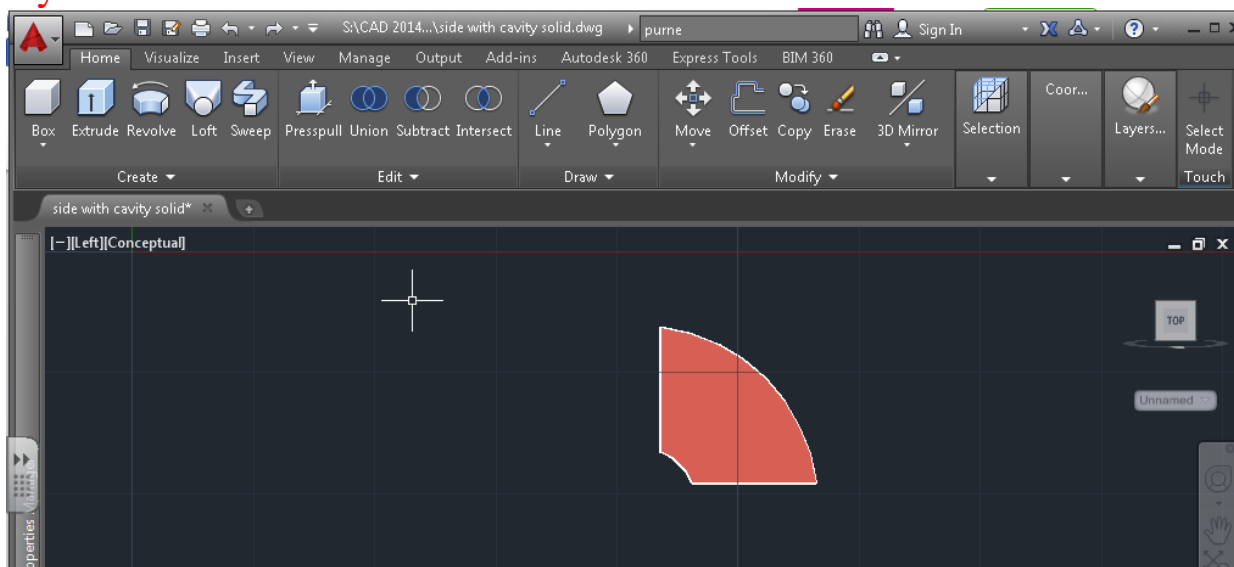 S:\CAD 2014...\side with cavity solid.dwg purne Sign In
Home Visualize Insert View Manage Output Add-ins Autodesk 360 Express Tools BIM 360
Box Extrude Revolve Loft Sweep Presspull Union Subtract Intersect Line Polygon Move Offset Copy Erase 3D Mirror Selection Coor... Layers... Select Mode
Create Edit Draw Modify Touch
side with cavity solid*
[−][Left][Conceptual]
TOP
Unnamed